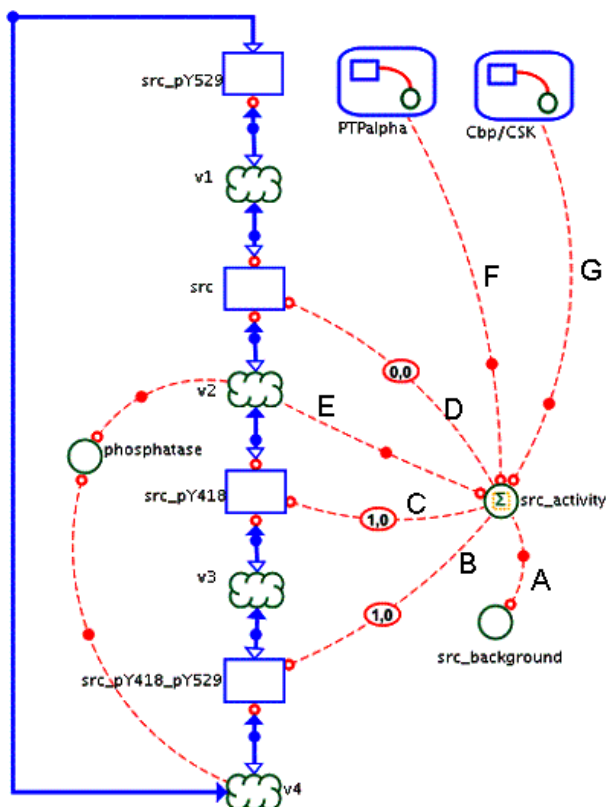 src_pY529
PTPalpha
Cbp/CSK
v1
F
G
src
0,0
v2
E
D
phosphatase
src_pY418
C
1,0
Σ
src_activity
B
v3
A
1,0
src_background
src_pY418_pY529
v4